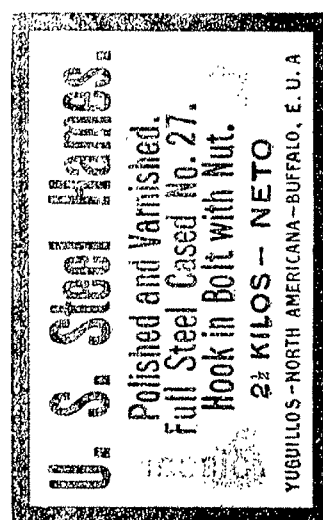 U. S. Steel Hames.
Polished and Varnished.
Full Steel Cased No. 27.
Hook in Bolt with Nut.
2½ KILOS - NETO
YUGUILLOS-NORTH AMERICANA-BUFFALO, E. U. A